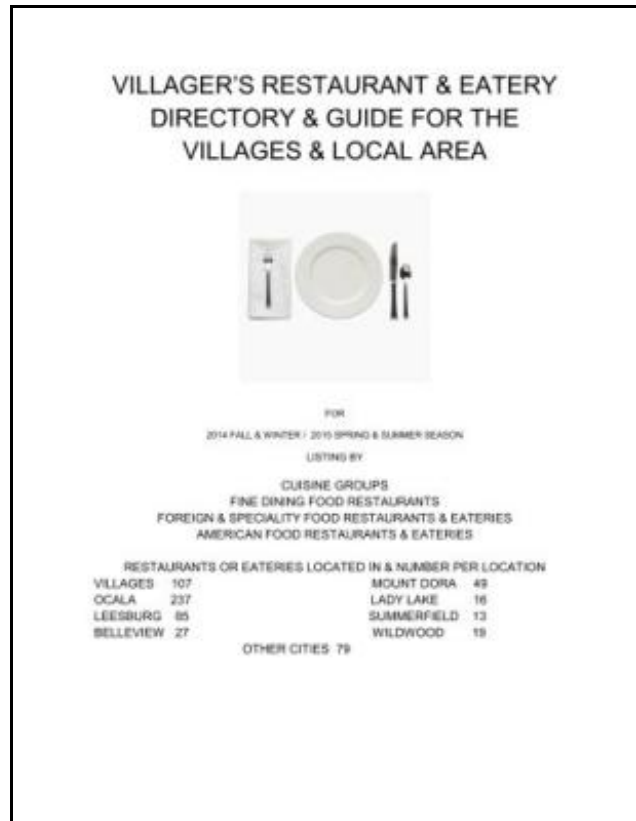 VILLAGER'S RESTAURANT & EATERY
DIRECTORY & GUIDE FOR THE
VILLAGES & LOCAL AREA
FOR
2014 FALL & WINTER / 2015 SPRING & SUMMER SEASON
LISTING BY
CUISINE GROUPS
FINE DINING FOOD RESTAURANTS
FOREIGN & SPECIALITY FOOD RESTAURANTS & EATERIES
AMERICAN FOOD RESTAURANTS & EATERIES
RESTAURANTS OR EATERIES LOCATED IN & NUMBER PER LOCATION
VILLAGES 107 MOUNT DORA 49
OCALA 237 LADY LAKE 16
LEESBURG 85 SUMMERFIELD 13
BELLEVIEW 27 WILDWOOD 19
OTHER CITIES 79